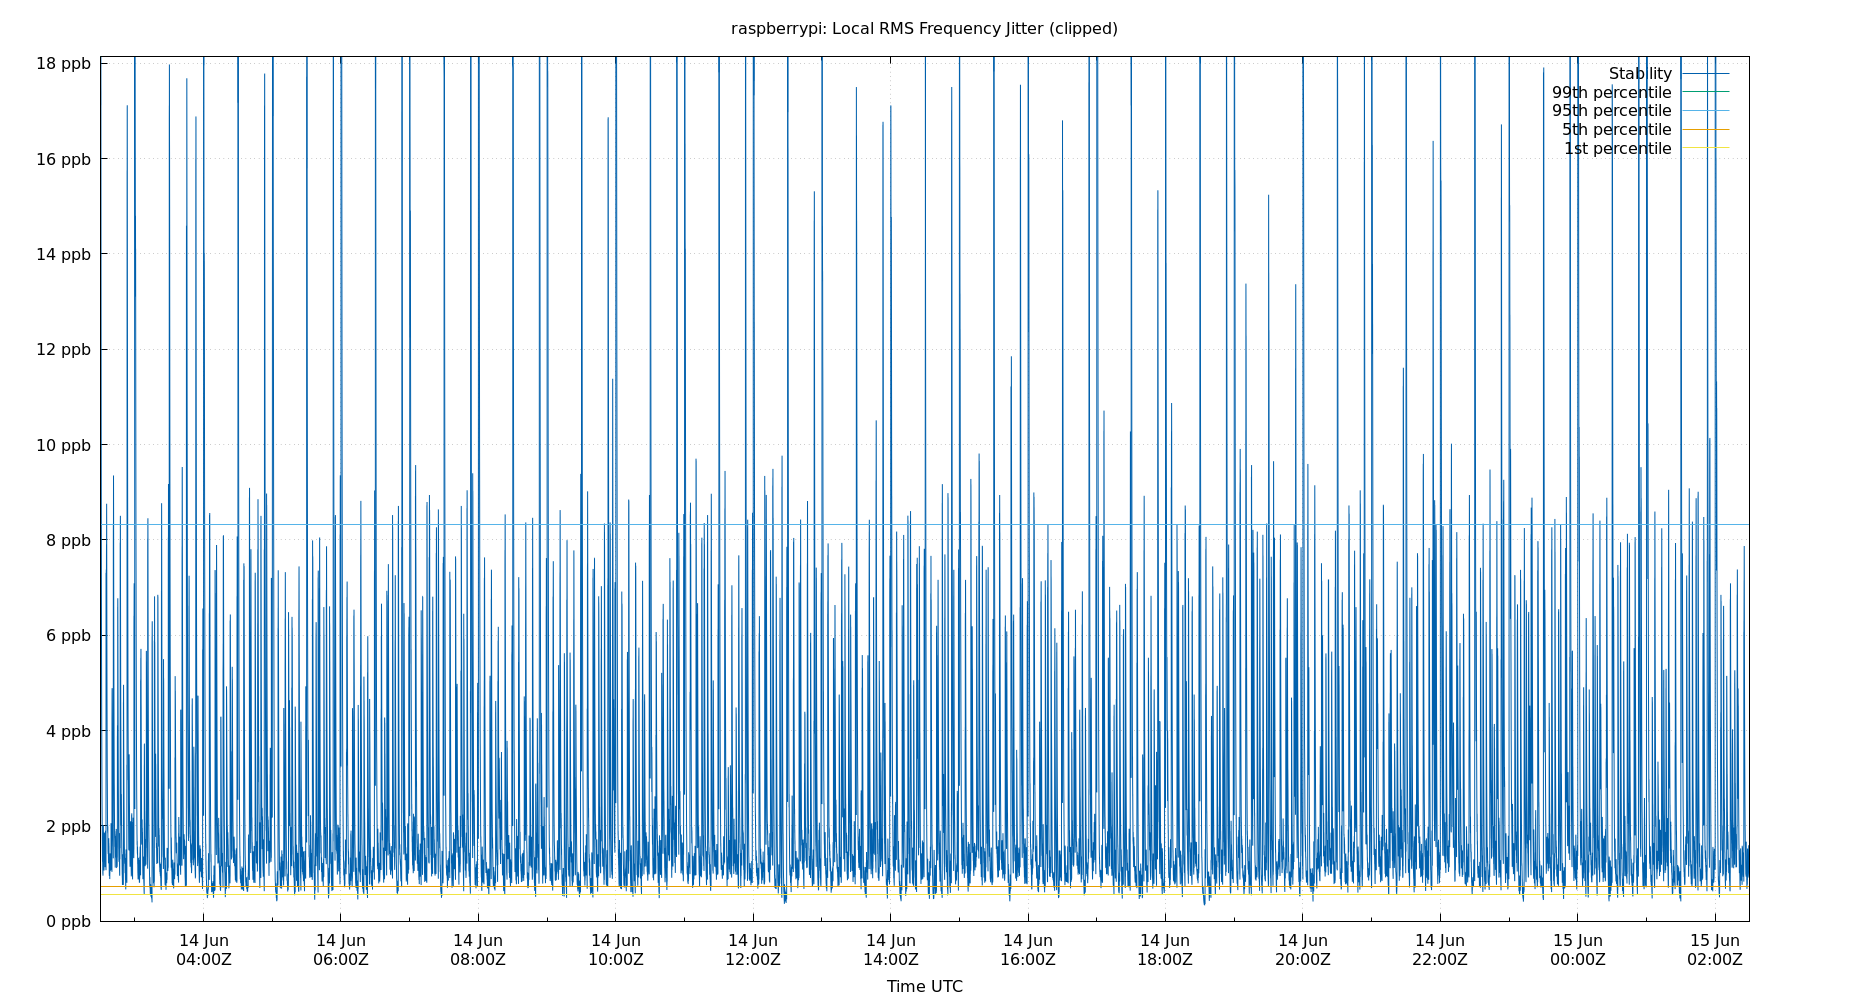 raspberrypi: Local RMS Frequency Jitter (clipped)
18 ppb
16 ppb
14 ppb
12 ppb
10 ppb
8 ppb
6 ppb
4 ppb
2 ppb
0 ppb
Stability
99th percentile
95th percentile
5th percentile
1st percentile
14 Jun 14 Jun 14 Jun 14 Jun 14 Jun 14 Jun 14 Jun 14 Jun 14 Jun 14 Jun 15 Jun 15 Jun
04:00Z 06:00Z 08:00Z 10:00Z 12:00Z 14:00Z 16:00Z 18:00Z 20:00Z 22:00Z 00:00Z 02:00Z
Time UTC